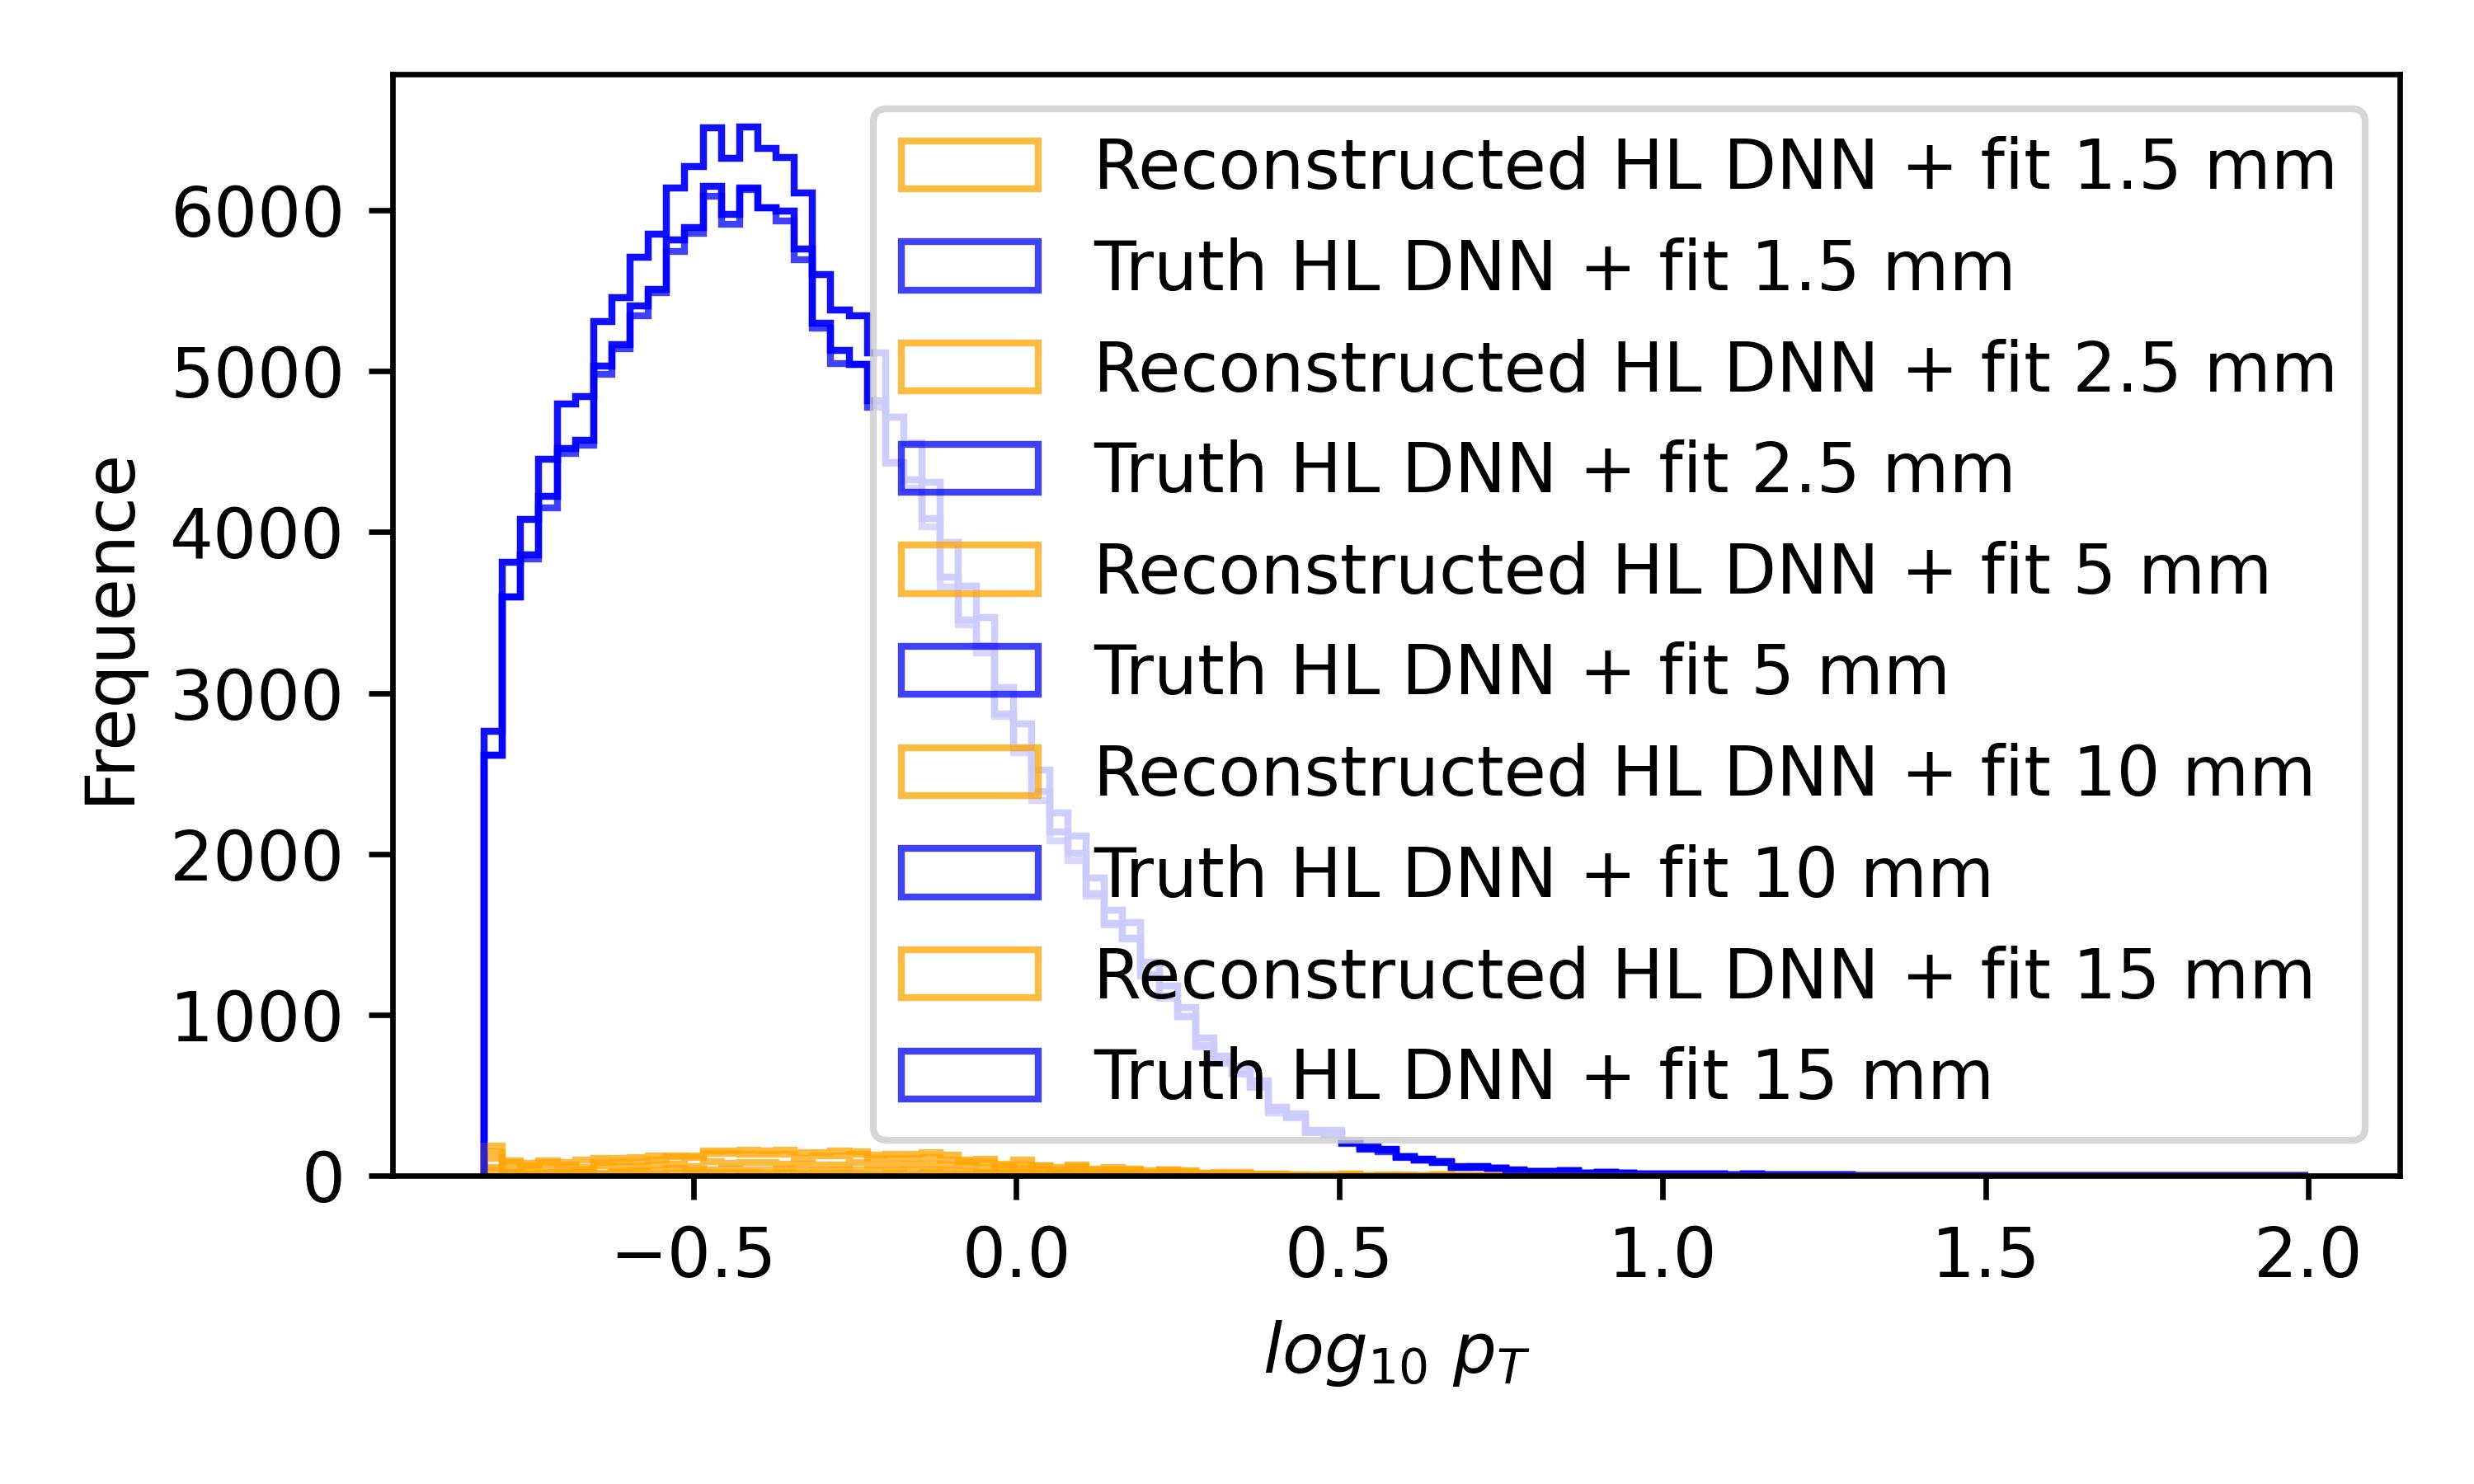 Reconstructed HL DNN + fit 1.5 mm
Truth HL DNN + fit 1.5 mm
Reconstructed HL DNN + fit 2.5 mm
Truth HL DNN + fit 2.5 mm
Reconstructed HL DNN + fit 5 mm
Truth HL DNN + fit 5 mm
Reconstructed HL DNN + fit 10 mm
Truth HL DNN + fit 10 mm
Reconstructed HL DNN + fit 15 mm
Truth HL DNN + fit 15 mm
Frequence
6000
5000
4000
3000
2000
1000
0
−0.5 0.0 0.5 1.0 1.5 2.0
log₁₀ p_T